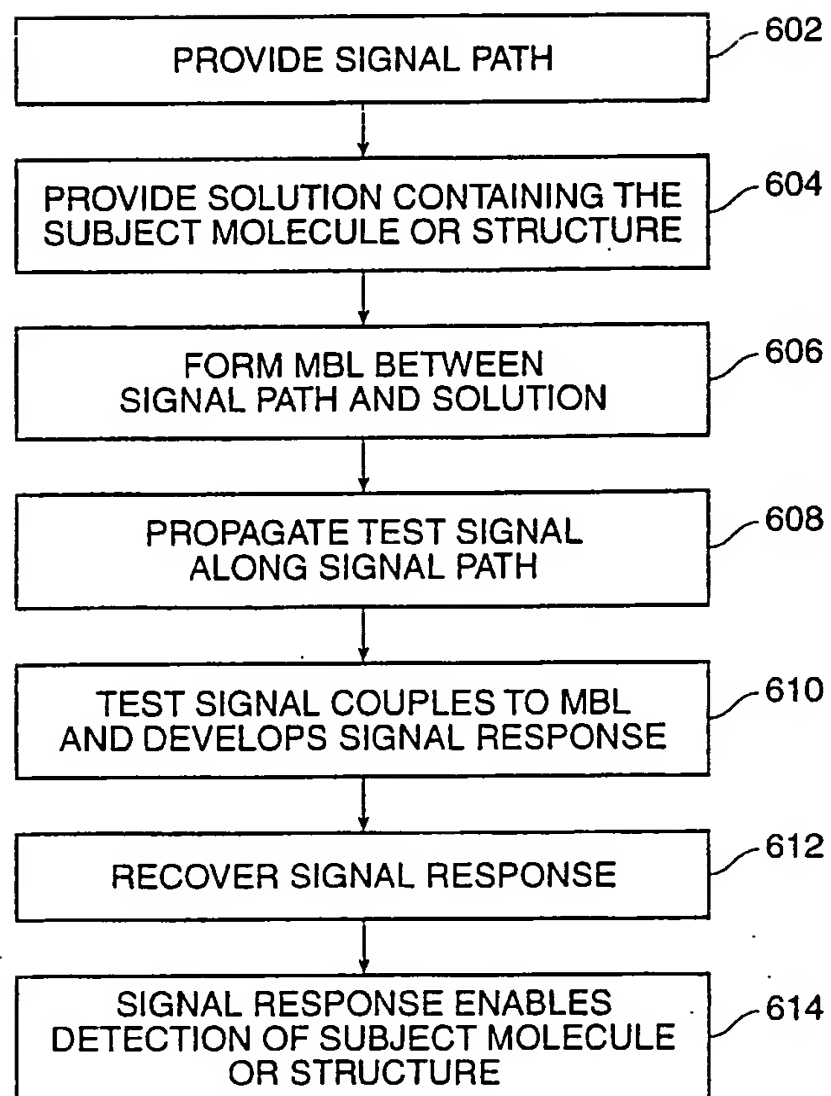 PROVIDE SIGNAL PATH
602
PROVIDE SOLUTION CONTAINING THE
SUBJECT MOLECULE OR STRUCTURE
604
FORM MBL BETWEEN
SIGNAL PATH AND SOLUTION
606
PROPAGATE TEST SIGNAL
ALONG SIGNAL PATH
608
TEST SIGNAL COUPLES TO MBL
AND DEVELOPS SIGNAL RESPONSE
610
RECOVER SIGNAL RESPONSE
612
SIGNAL RESPONSE ENABLES
DETECTION OF SUBJECT MOLECULE
OR STRUCTURE
614